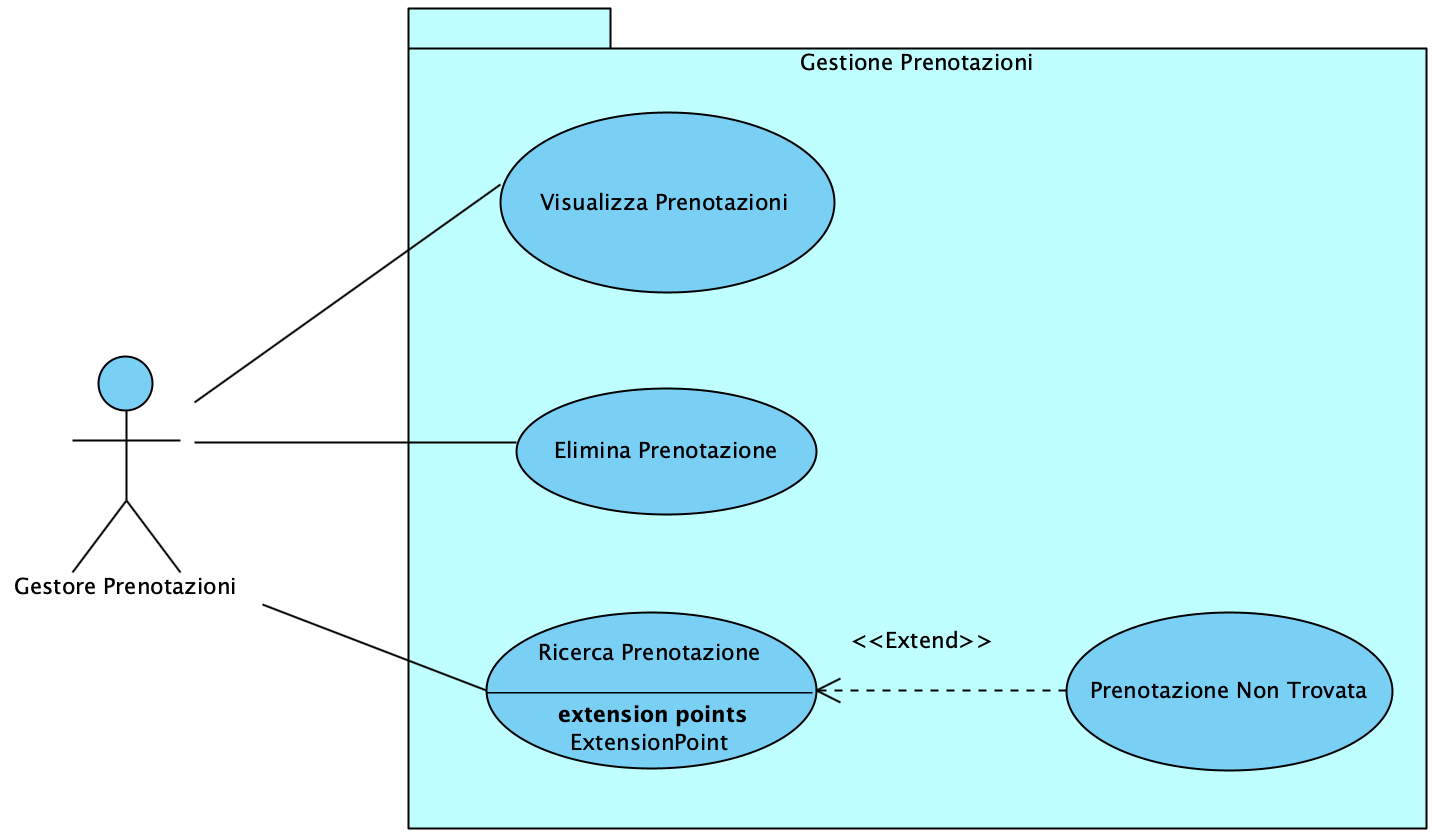 Gestione Prenotazioni
Visualizza Prenotazioni
Elimina Prenotazione
Gestore Prenotazioni
Ricerca Prenotazione
extension points
ExtensionPoint
<<Extend>>
Prenotazione Non Trovata